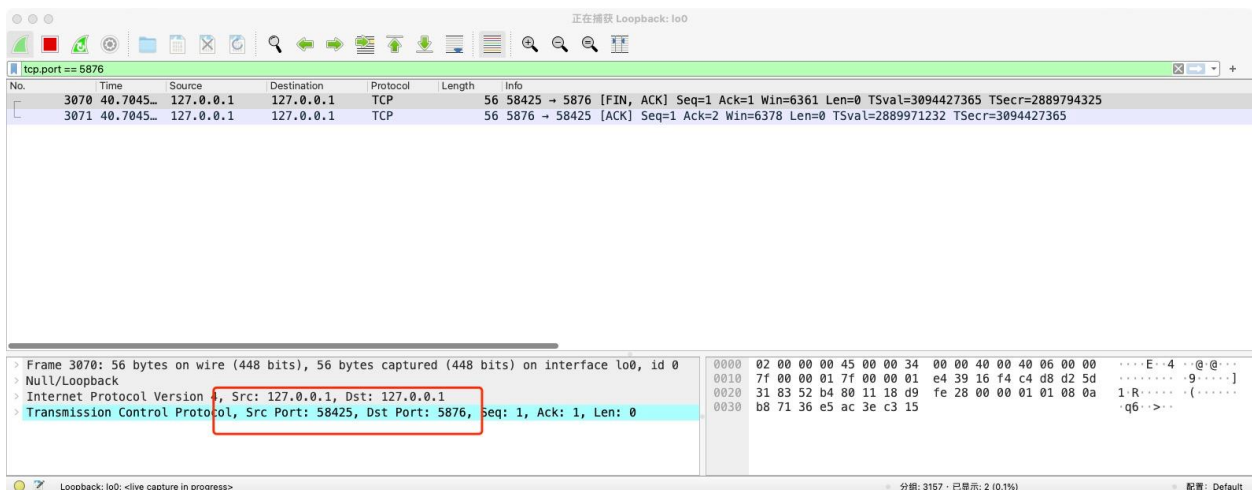 正在捕获 Loopback: lo0
tcp.port == 5876
+
No. Time Source Destination Protocol Length Info
3070 40.7045… 127.0.0.1 127.0.0.1 TCP 56 58425 → 5876 [FIN, ACK] Seq=1 Ack=1 Win=6361 Len=0 TSval=3094427365 TSecr=2889794325
3071 40.7045… 127.0.0.1 127.0.0.1 TCP 56 5876 → 58425 [ACK] Seq=1 Ack=2 Win=6378 Len=0 TSval=2889971232 TSecr=3094427365
> Frame 3070: 56 bytes on wire (448 bits), 56 bytes captured (448 bits) on interface lo0, id 0
> Null/Loopback
> Internet Protocol Version 4, Src: 127.0.0.1, Dst: 127.0.0.1
> Transmission Control Protocol, Src Port: 58425, Dst Port: 5876, Seq: 1, Ack: 1, Len: 0
0000 02 00 00 00 45 00 00 34 00 00 40 00 40 06 00 00 ····E··4 ··@·@···
0010 7f 00 00 01 7f 00 00 01 e4 39 16 f4 c4 d8 d2 5d ········ ·9·····]
0020 31 83 52 b4 80 11 18 d9 fe 28 00 00 01 01 08 0a 1·R····· ·(······
0030 b8 71 36 e5 ac 3e c3 15 ·q6··>··
Loopback: lo0: <live capture in progress> 分组: 3157 · 已显示: 2 (0.1%) 配置: Default